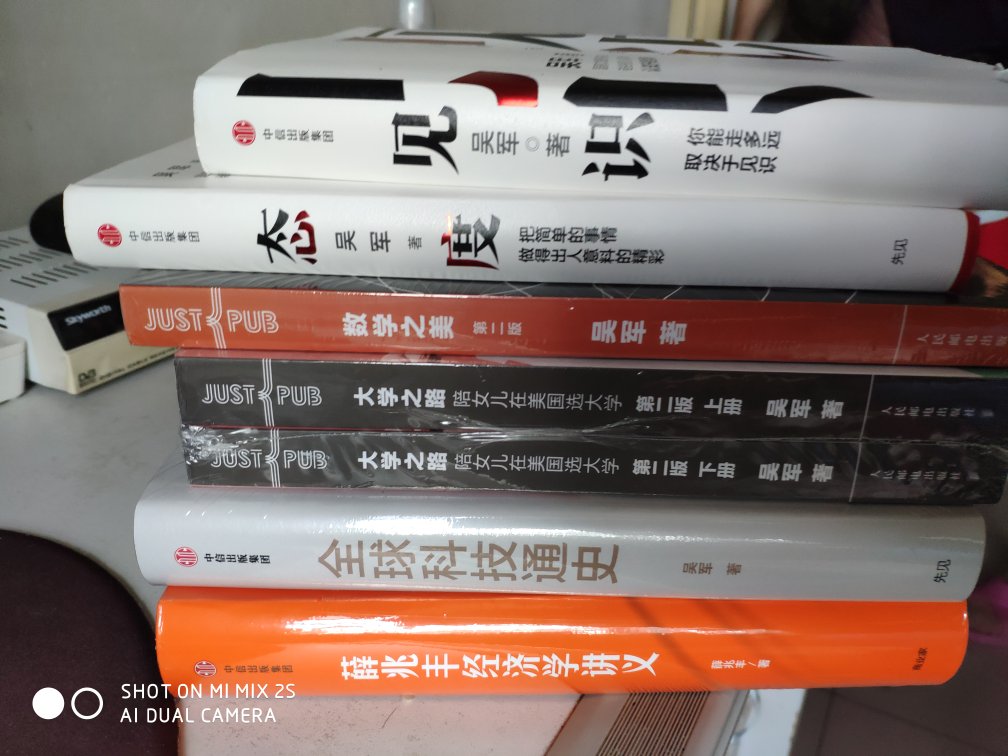 中信出版集团
见识
吴军 著
你能走多远
取决于见识
中信出版集团
态度
吴军 著
把简单的事情
做得出人意料的精彩
先见
Skyworth
JUST PUB
数学之美 第二版
吴军 著
人民邮电出版
JUST PUB
大学之路 陪女儿在美国选大学 第二版 上册
吴军 著
人民邮电出版社
JUST PUB
大学之路 陪女儿在美国选大学 第二版 下册
吴军 著
人民邮电出版社
中信出版集团
全球科技通史
吴军 著
先见
中信出版集团
薛兆丰经济学讲义
薛兆丰/著
商业家
SHOT ON MI MIX 2S
AI DUAL CAMERA